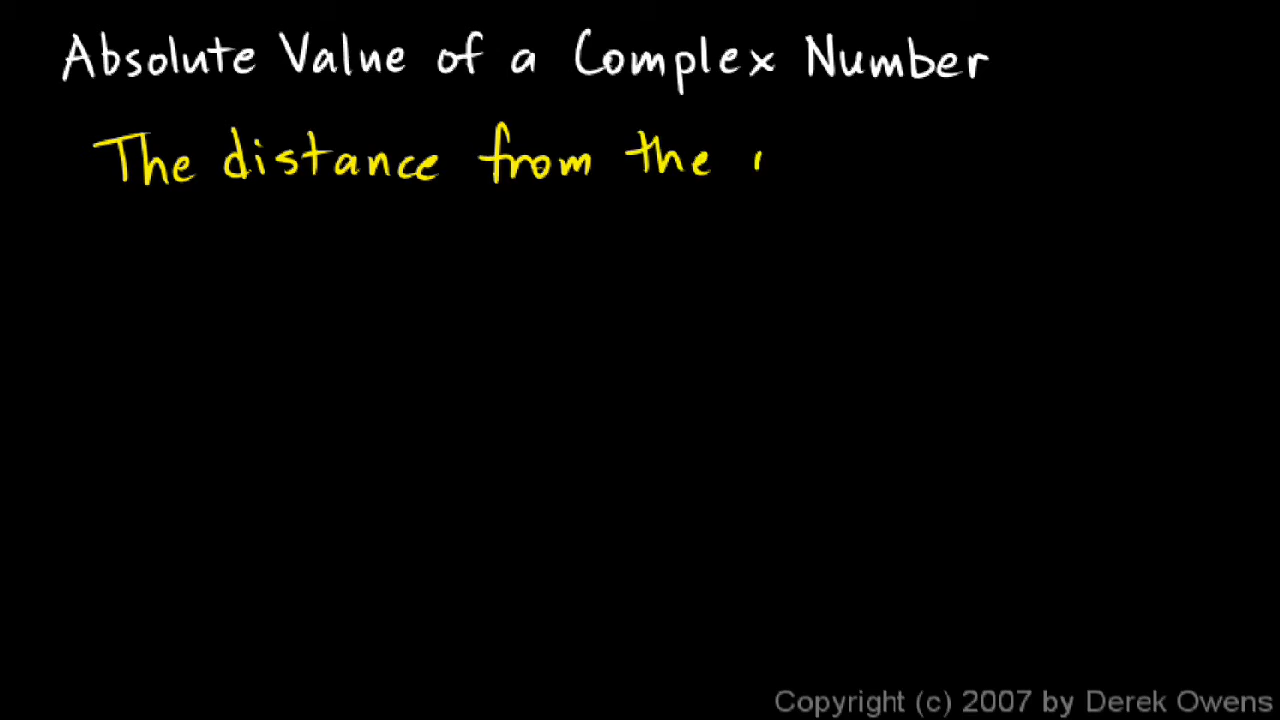 Absolute Value of a Complex Number
The distance from the
Copyright (c) 2007 by Derek Owens